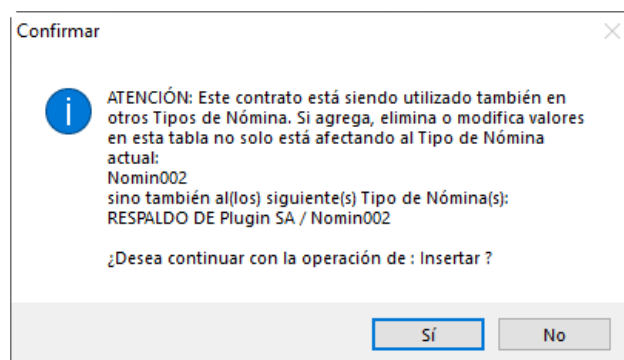 Confirmar
ATENCIÓN: Este contrato está siendo utilizado también en
otros Tipos de Nómina. Si agrega, elimina o modifica valores
en esta tabla no solo está afectando al Tipo de Nómina
actual:
Nomin002
sino también al(los) siguiente(s) Tipo de Nómina(s):
RESPALDO DE Plugin SA / Nomin002
¿Desea continuar con la operación de : Insertar ?
Sí
No